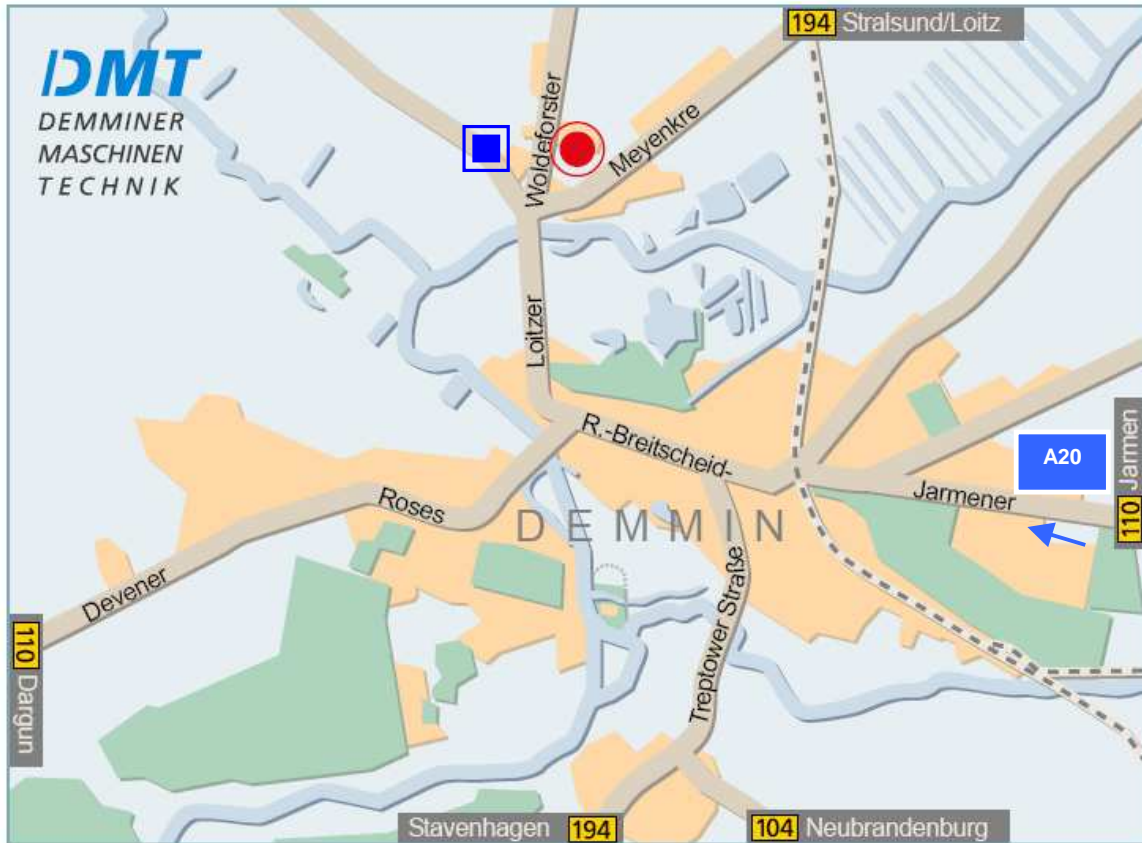 DMT
DEMMINER
MASCHINEN
TECHNIK
194 Stralsund/Loitz
Woldeforster
Meyenkre
Loitzer
R.-Breitscheid-
A20
Jarmen
110
Jarmener
Roses
DEMMIN
Devener
Treptower Straße
110
Dargun
Stavenhagen 194
104 Neubrandenburg